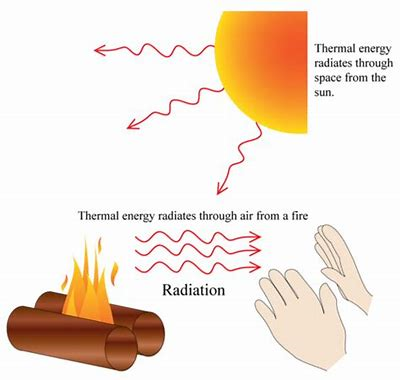 Thermal energy
radiates through
space from the
sun.
Thermal energy radiates through air from a fire
Radiation